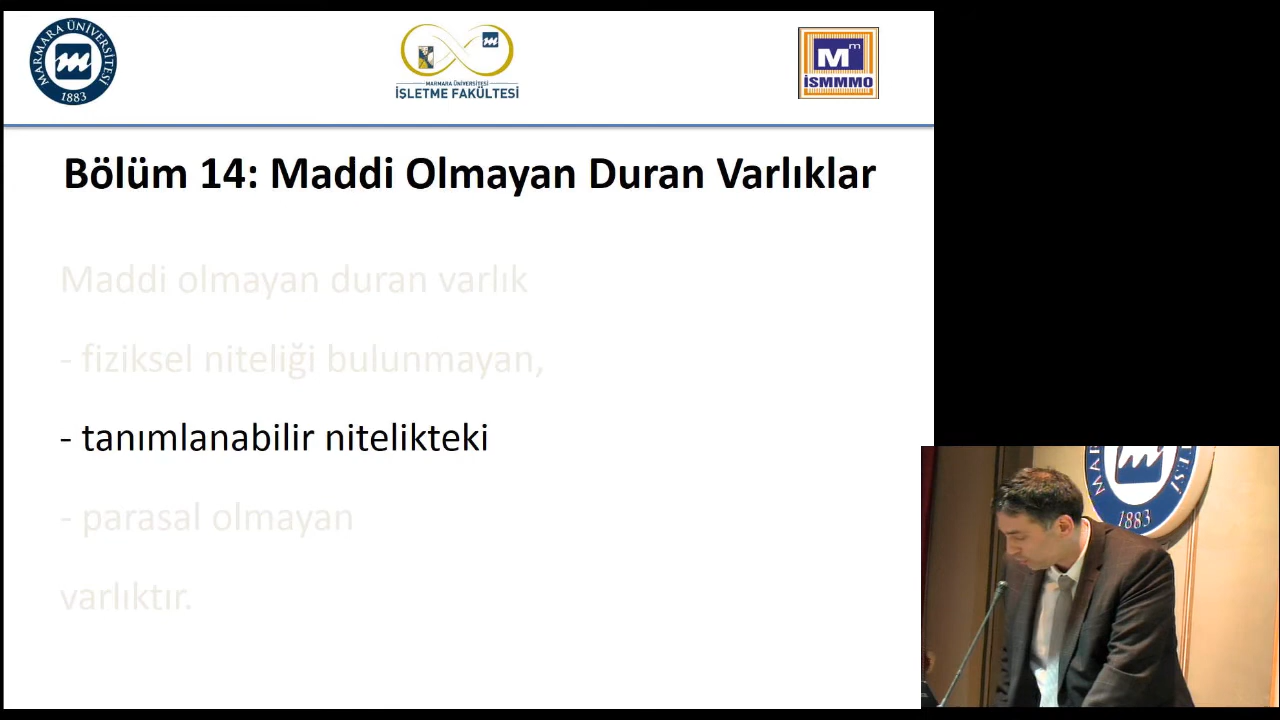 MARMARA ÜNİVERSİTESİ
1883
MARMARA ÜNİVERSİTESİ
İŞLETME FAKÜLTESİ
M m
İSMMMO
Bölüm 14: Maddi Olmayan Duran Varlıklar
Maddi olmayan duran varlık
- fiziksel niteliği bulunmayan,
- tanımlanabilir nitelikteki
- parasal olmayan
varlıktır.
1883